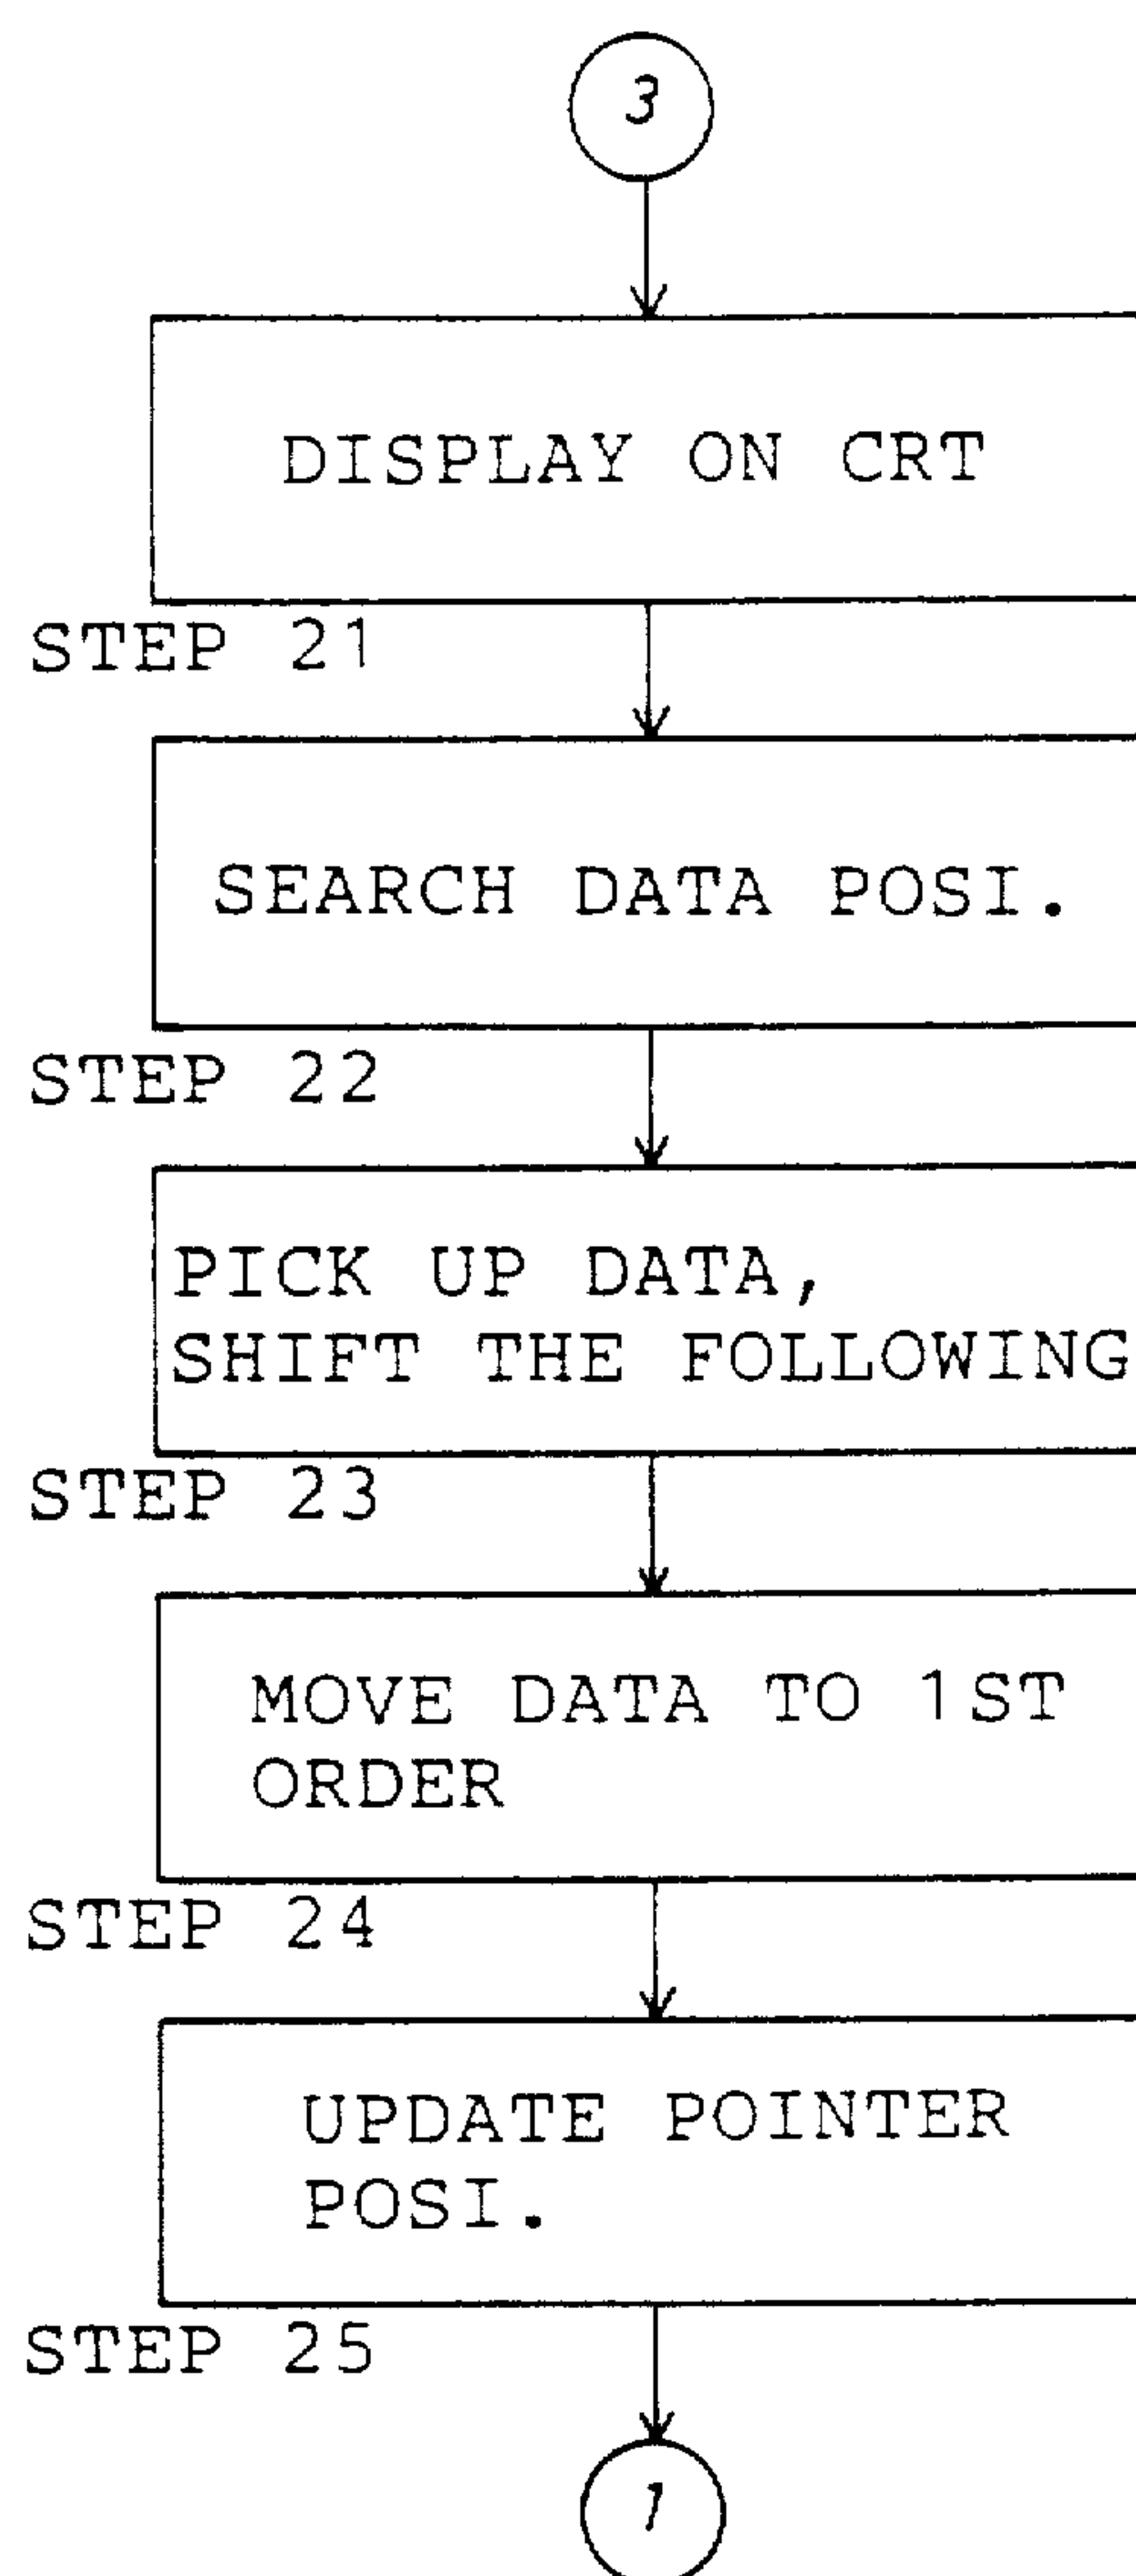 3
DISPLAY ON CRT
STEP 21
SEARCH DATA POSI.
STEP 22
PICK UP DATA,
SHIFT THE FOLLOWING
STEP 23
MOVE DATA TO 1ST
ORDER
STEP 24
UPDATE POINTER
POSI.
STEP 25
1